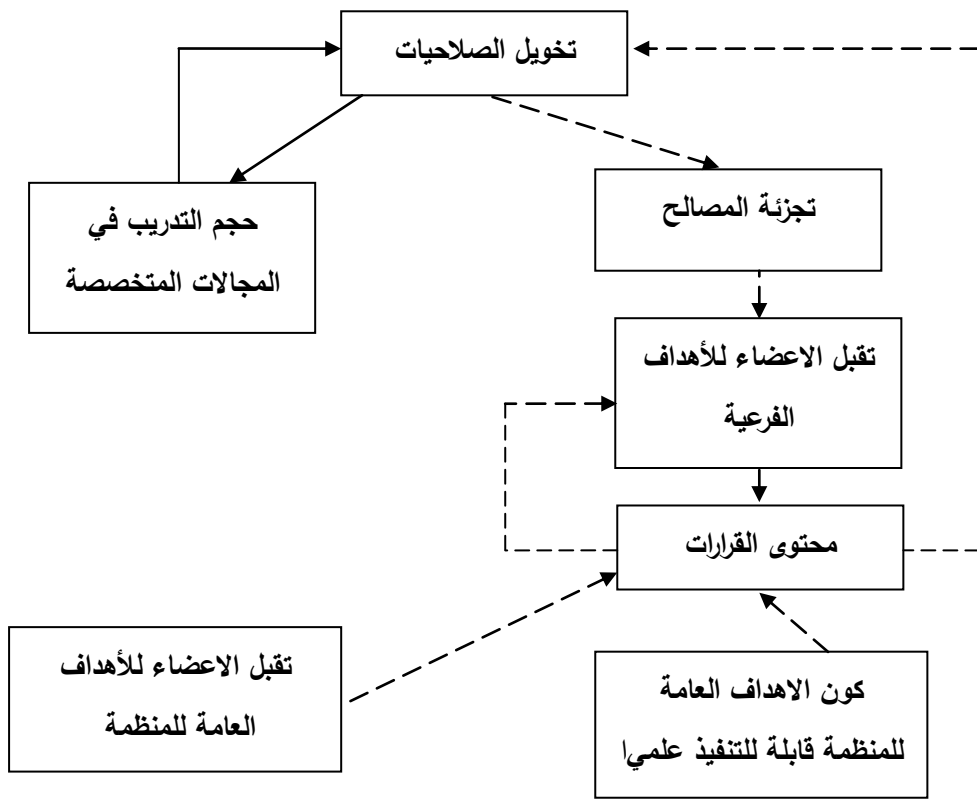 تخويل الصلاحيات
حجم التدريب في
المجالات المتخصصة
تجزئة المصالح
تقبل الاعضاء للأهداف
الفرعية
محتوى القرارات
تقبل الاعضاء للأهداف
العامة للمنظمة
كون الاهداف العامة
للمنظمة قابلة للتنفيذ علميا